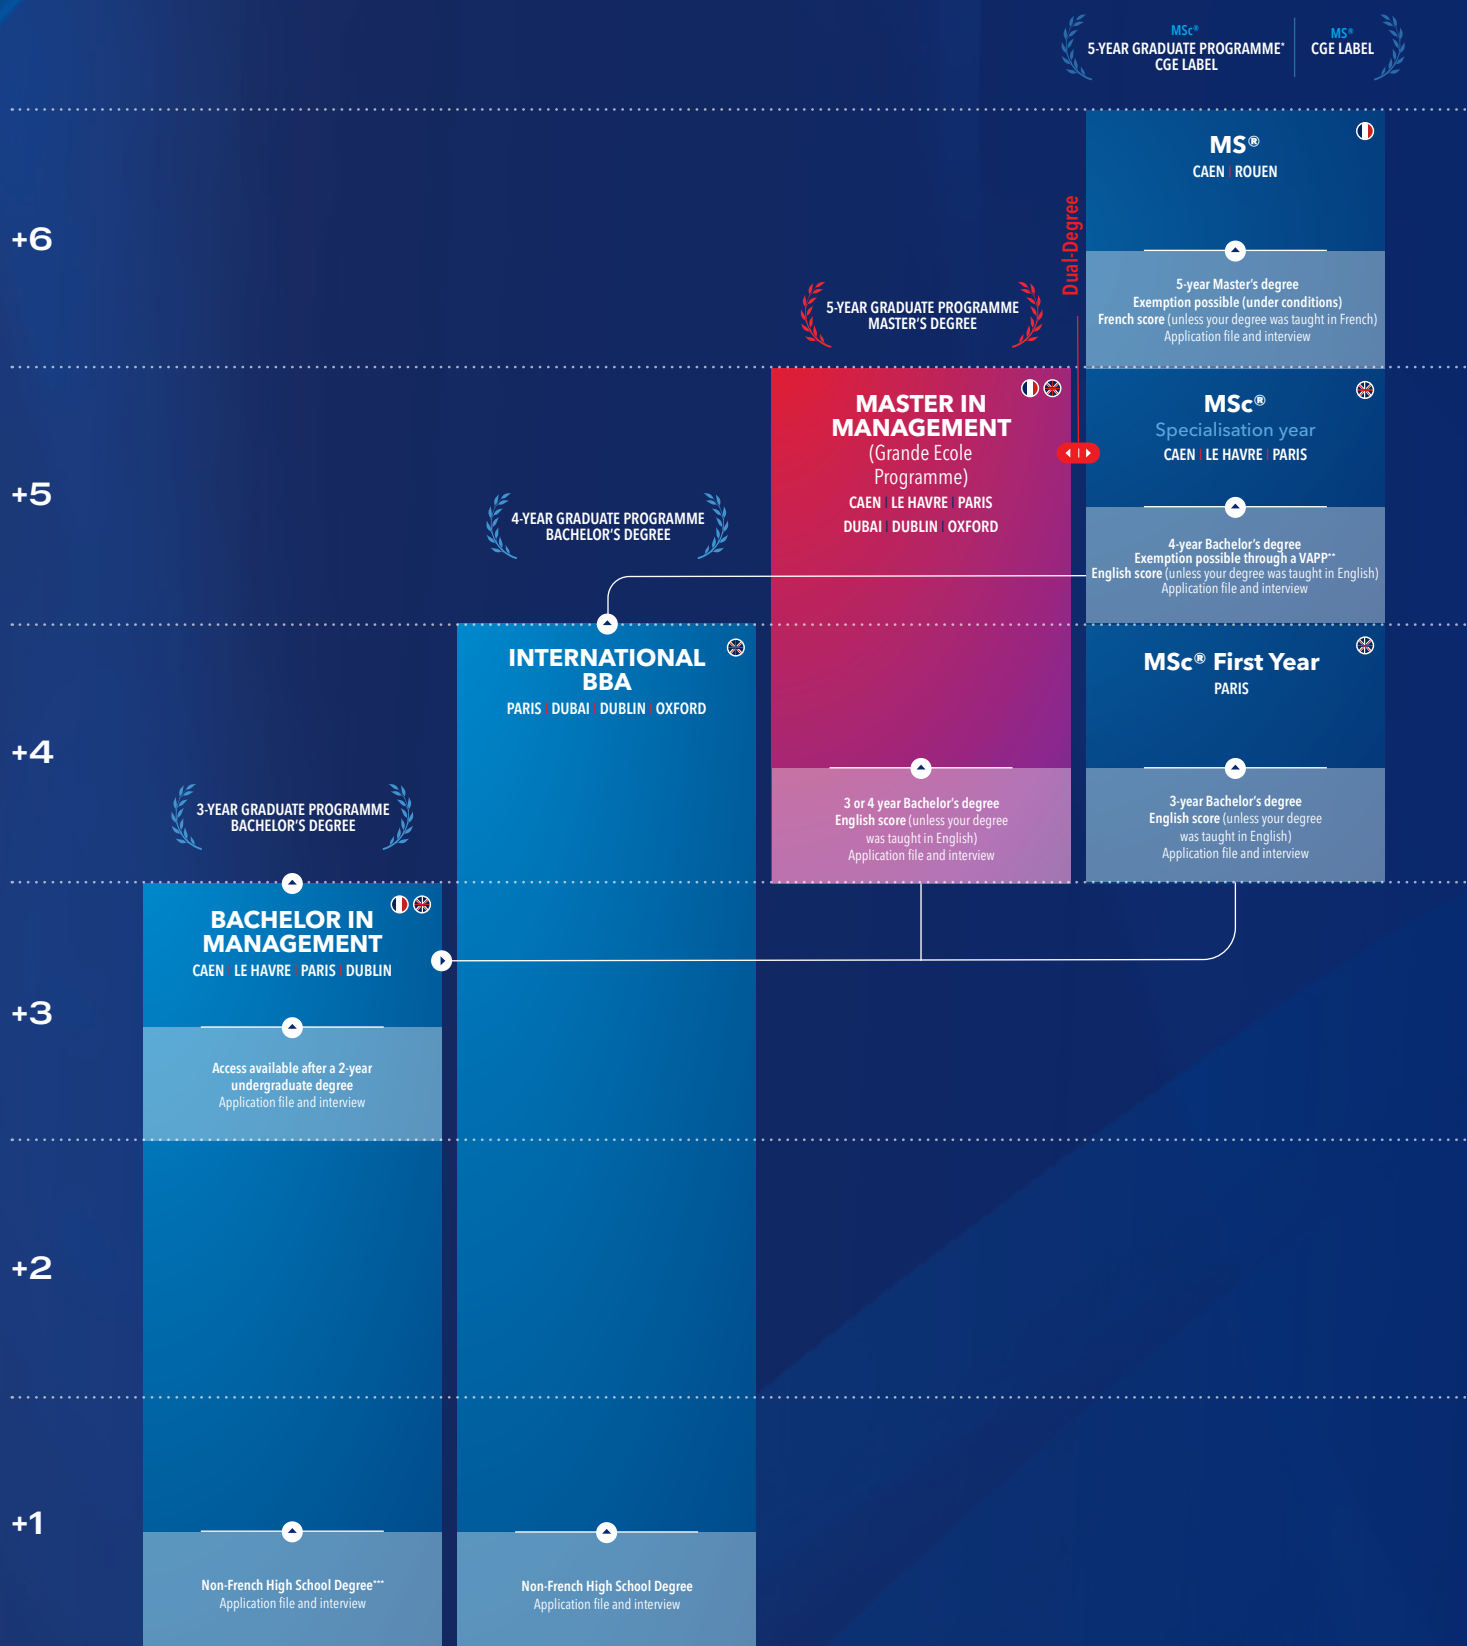 MSc®
5-YEAR GRADUATE PROGRAMME*
CGE LABEL
MS®
CGE LABEL
+6
MS®
CAEN | ROUEN
Dual-Degree
5-year Master's degree
Exemption possible (under conditions)
French score (unless your degree was taught in French)
Application file and interview
5-YEAR GRADUATE PROGRAMME
MASTER'S DEGREE
+5
MASTER IN
MANAGEMENT
(Grande Ecole
Programme)
CAEN | LE HAVRE | PARIS
DUBAI | DUBLIN | OXFORD
MSc®
Specialisation year
CAEN | LE HAVRE | PARIS
4-year Bachelor's degree
Exemption possible through a VAPP**
English score (unless your degree was taught in English)
Application file and interview
4-YEAR GRADUATE PROGRAMME
BACHELOR'S DEGREE
+4
INTERNATIONAL
BBA
PARIS | DUBAI | DUBLIN | OXFORD
MSc® First Year
PARIS
3 or 4 year Bachelor's degree
English score (unless your degree
was taught in English)
Application file and interview
3-year Bachelor's degree
English score (unless your degree
was taught in English)
Application file and interview
3-YEAR GRADUATE PROGRAMME
BACHELOR'S DEGREE
+3
BACHELOR IN
MANAGEMENT
CAEN | LE HAVRE | PARIS | DUBLIN
Access available after a 2-year
undergraduate degree
Application file and interview
+2
+1
Non-French High School Degree***
Application file and interview
Non-French High School Degree
Application file and interview